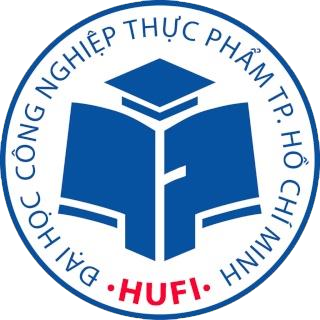 ĐẠI HỌC CÔNG NGHIỆP THỰC PHẨM TP. HỒ CHÍ MINH
·HUFI·